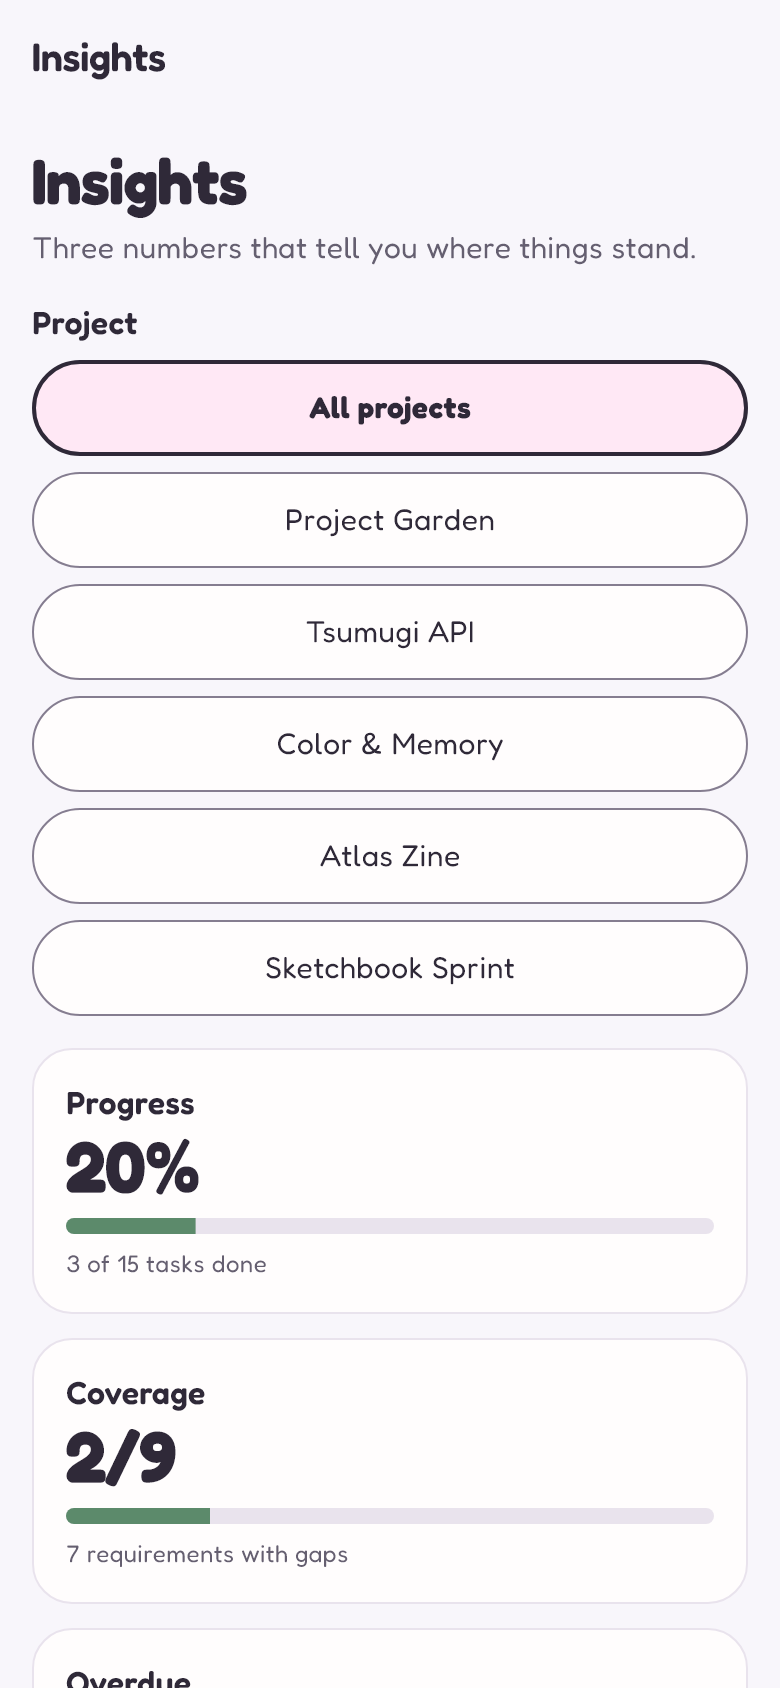 Insights
Insights
Three numbers that tell you where things stand.
Project
All projects
Project Garden
Tsumugi API
Color & Memory
Atlas Zine
Sketchbook Sprint
Progress
20%
3 of 15 tasks done
Coverage
2/9
7 requirements with gaps
Overdue